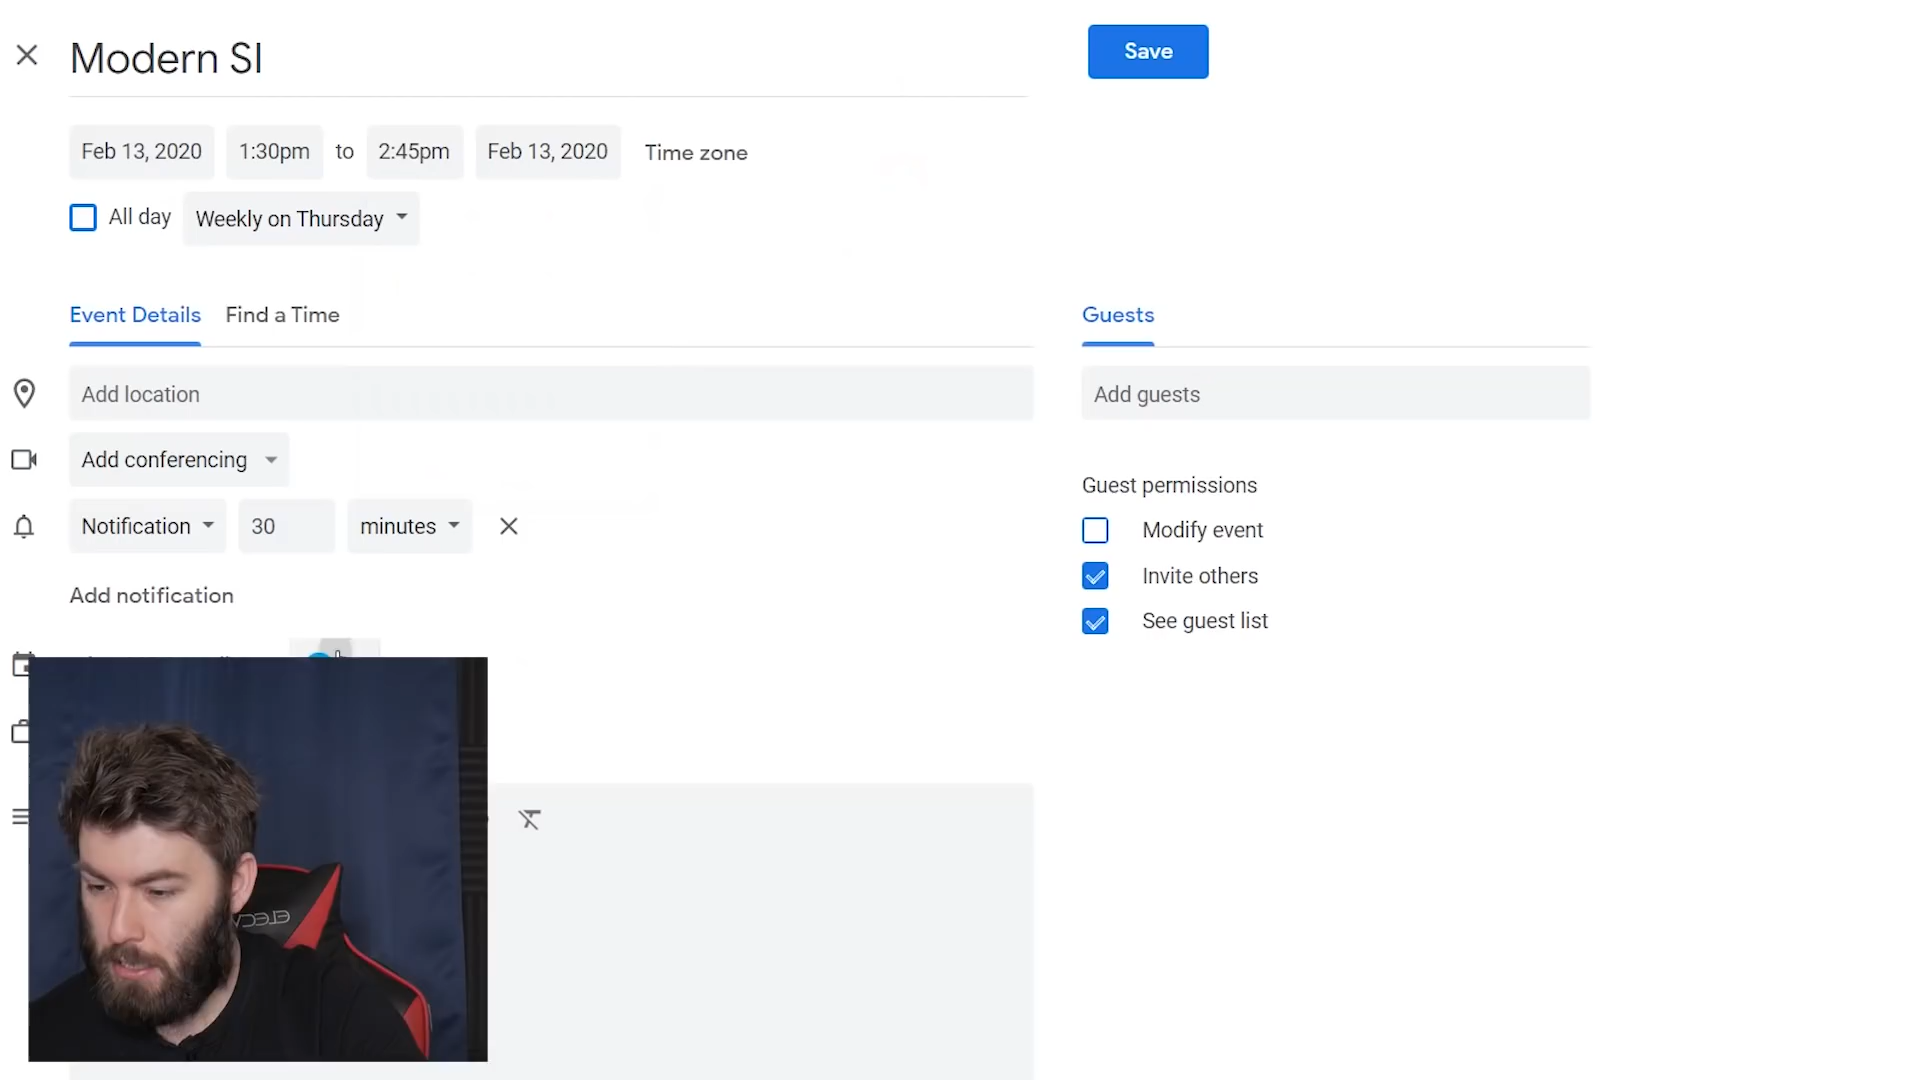 Modern SI
Save
Feb 13, 2020 1:30pm to 2:45pm Feb 13, 2020 Time zone
All day Weekly on Thursday
Event Details Find a Time
Guests
Add location
Add guests
Add conferencing
Guest permissions
Notification 30 minutes
Modify event
Invite others
Add notification
See guest list